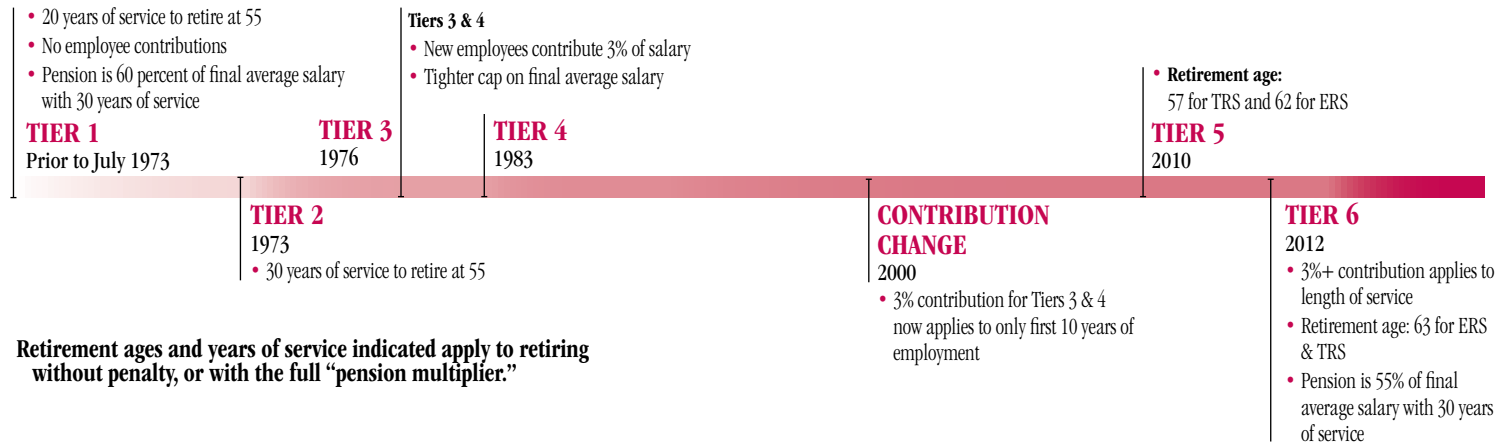 • 20 years of service to retire at 55
• No employee contributions
• Pension is 60 percent of final average salary
with 30 years of service
TIER 1
Prior to July 1973
TIER 2
1973
• 30 years of service to retire at 55
TIER 3
1976
Tiers 3 & 4
• New employees contribute 3% of salary
• Tighter cap on final average salary
TIER 4
1983
CONTRIBUTION
CHANGE
2000
• 3% contribution for Tiers 3 & 4
now applies to only first 10 years of
employment
• Retirement age:
57 for TRS and 62 for ERS
TIER 5
2010
TIER 6
2012
• 3%+ contribution applies to
length of service
• Retirement age: 63 for ERS
& TRS
• Pension is 55% of final
average salary with 30 years
of service
Retirement ages and years of service indicated apply to retiring
without penalty, or with the full “pension multiplier.”